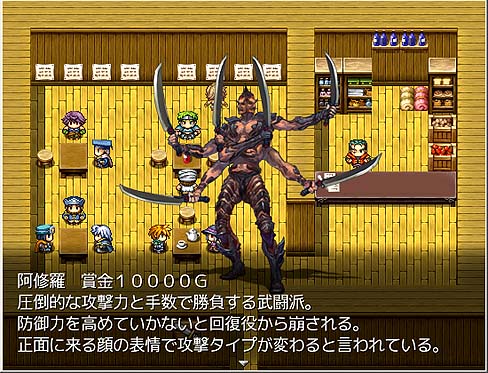 阿修羅　賞金１００００Ｇ
圧倒的な攻撃力と手数で勝負する武闘派。
防御力を高めていかないと回復役から崩される。
正面に来る顔の表情で攻撃タイプが変わると言われている。